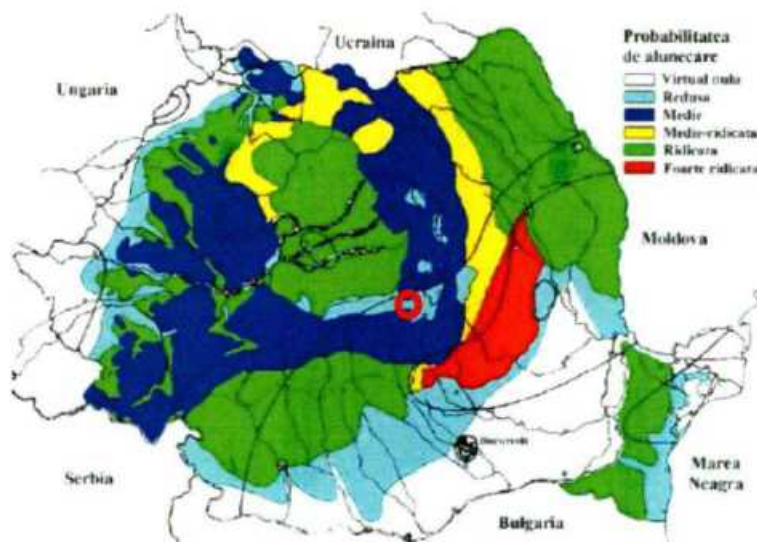 Ucraina
Probabilitatea
de alunecare
Virtual nula
Redusa
Medie
Medie-ridicata
Ridicata
Foarte ridicata
Ungaria
Moldova
Bucuresti
Serbia
Marea
Neagra
Bulgaria